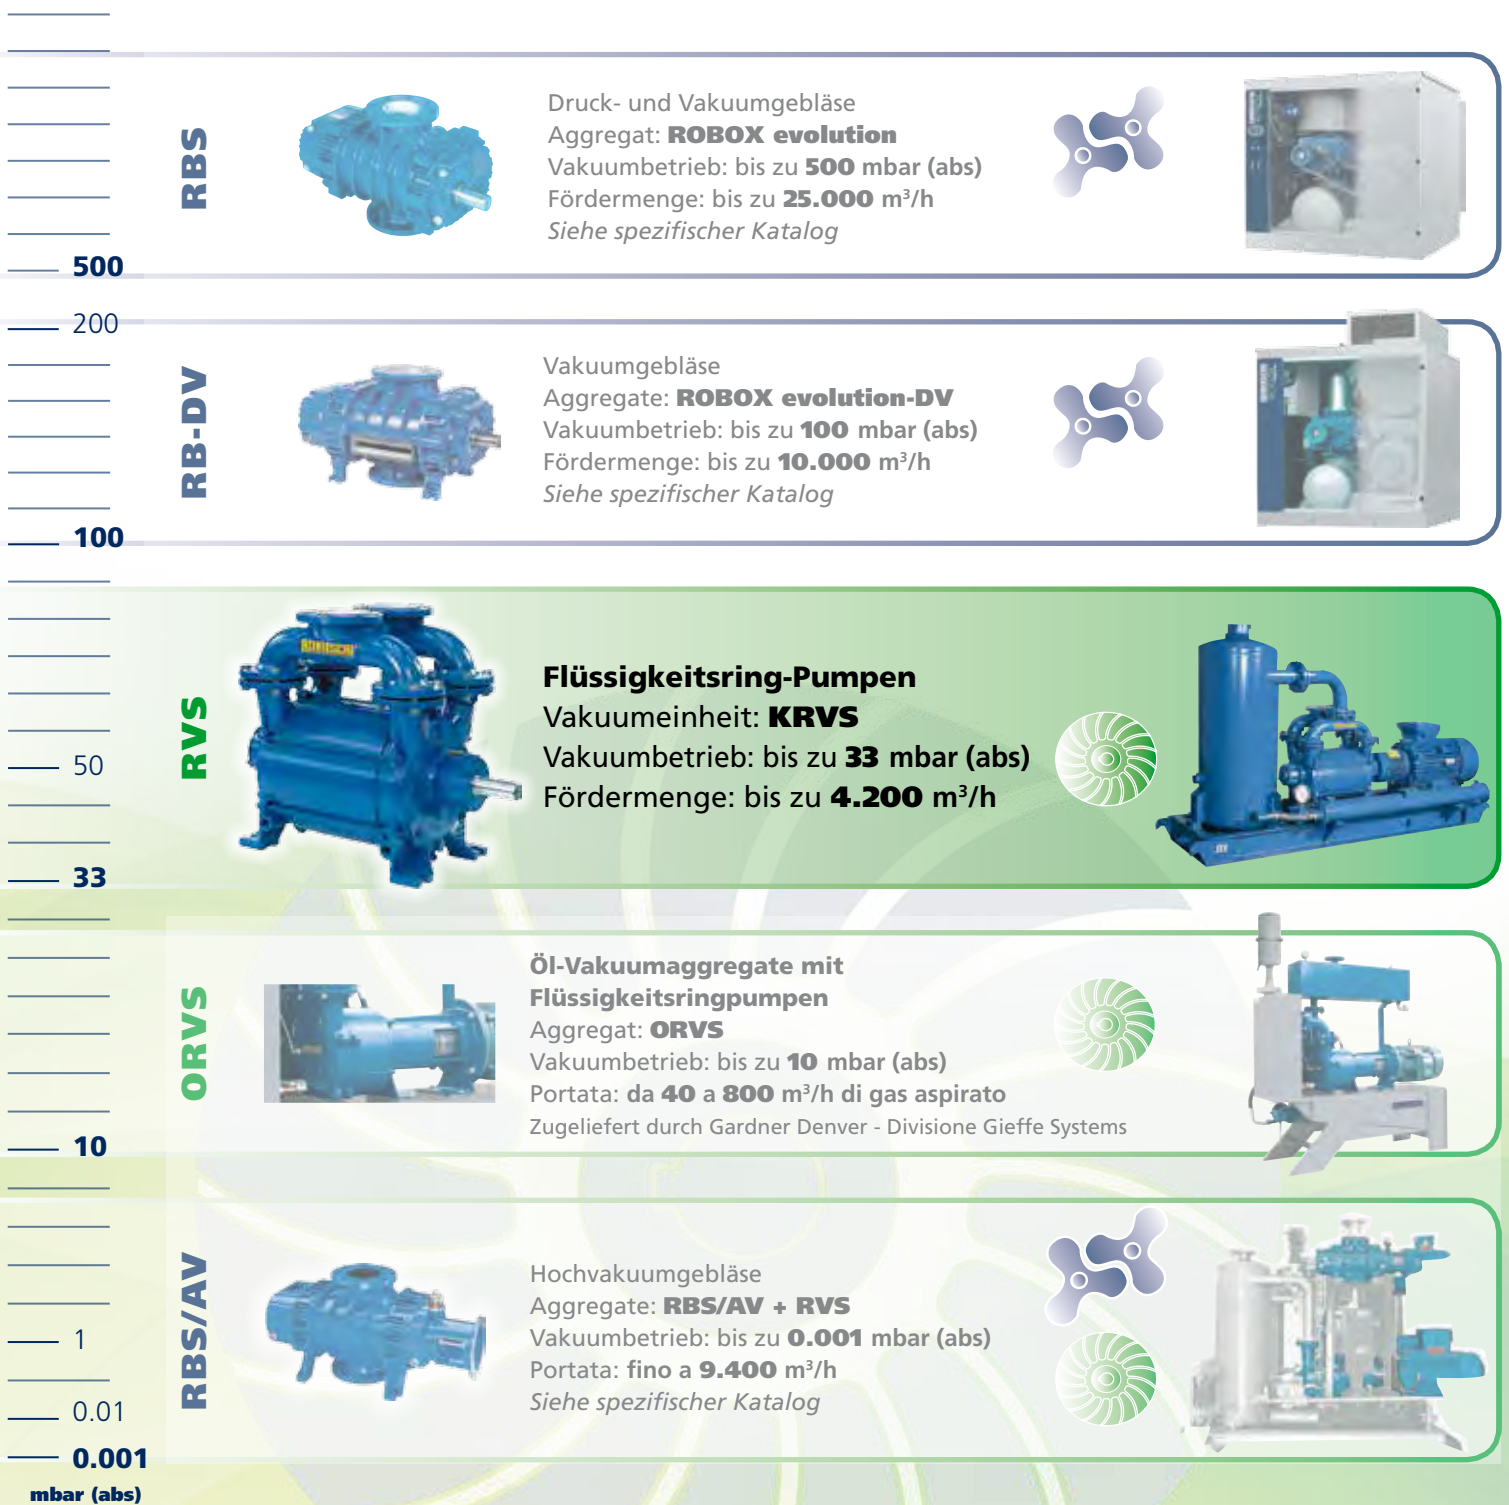 RBS
Druck- und Vakuumgebläse
Aggregat: ROBOX evolution
Vakuumbetrieb: bis zu 500 mbar (abs)
Fördermenge: bis zu 25.000 m³/h
Siehe spezifischer Katalog
500
200
RB-DV
Vakuumgebläse
Aggregate: ROBOX evolution-DV
Vakuumbetrieb: bis zu 100 mbar (abs)
Fördermenge: bis zu 10.000 m³/h
Siehe spezifischer Katalog
100
RVS
ROBUSCHI
Flüssigkeitsring-Pumpen
Vakuumeinheit: KRVS
Vakuumbetrieb: bis zu 33 mbar (abs)
Fördermenge: bis zu 4.200 m³/h
50
33
ORVS
Öl-Vakuumaggregate mit
Flüssigkeitsringpumpen
Aggregat: ORVS
Vakuumbetrieb: bis zu 10 mbar (abs)
Portata: da 40 a 800 m³/h di gas aspirato
Zugeliefert durch Gardner Denver - Divisione Gieffe Systems
10
RBS/AV
Hochvakuumgebläse
Aggregate: RBS/AV + RVS
Vakuumbetrieb: bis zu 0.001 mbar (abs)
Portata: fino a 9.400 m³/h
Siehe spezifischer Katalog
1
0.01
0.001
mbar (abs)